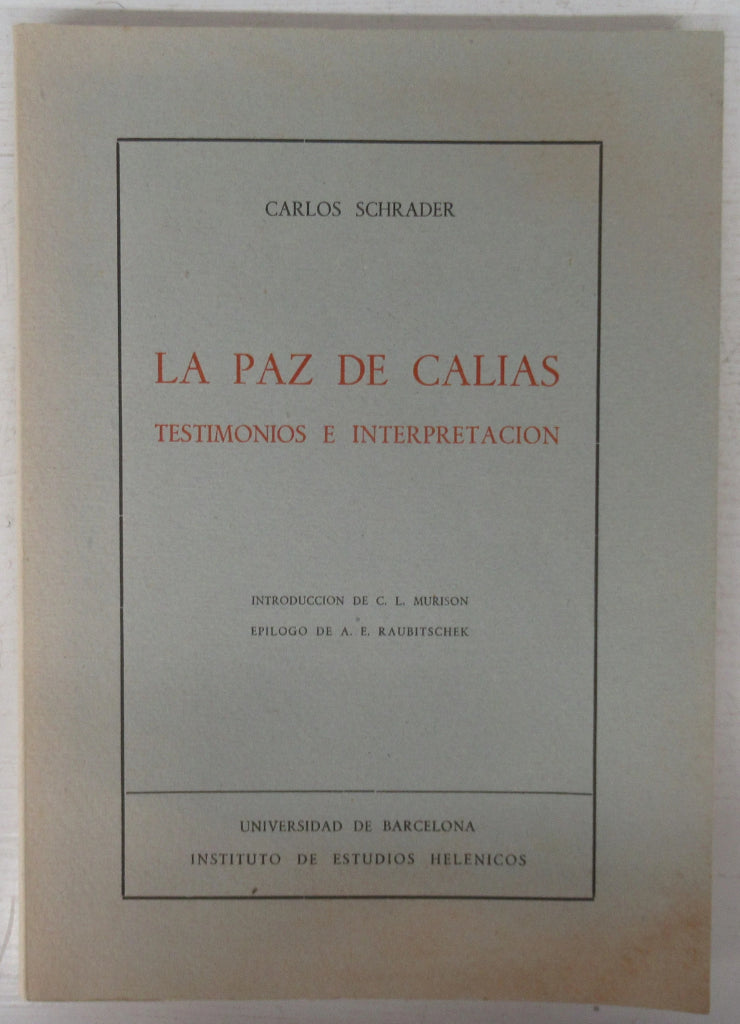 CARLOS SCHRADER
LA PAZ DE CALIAS
TESTIMONIOS E INTERPRETACION
INTRODUCCION DE C. L. MURISON
EPILOGO DE A. E. RAUBITSCHEK
UNIVERSIDAD DE BARCELONA
INSTITUTO DE ESTUDIOS HELENICOS